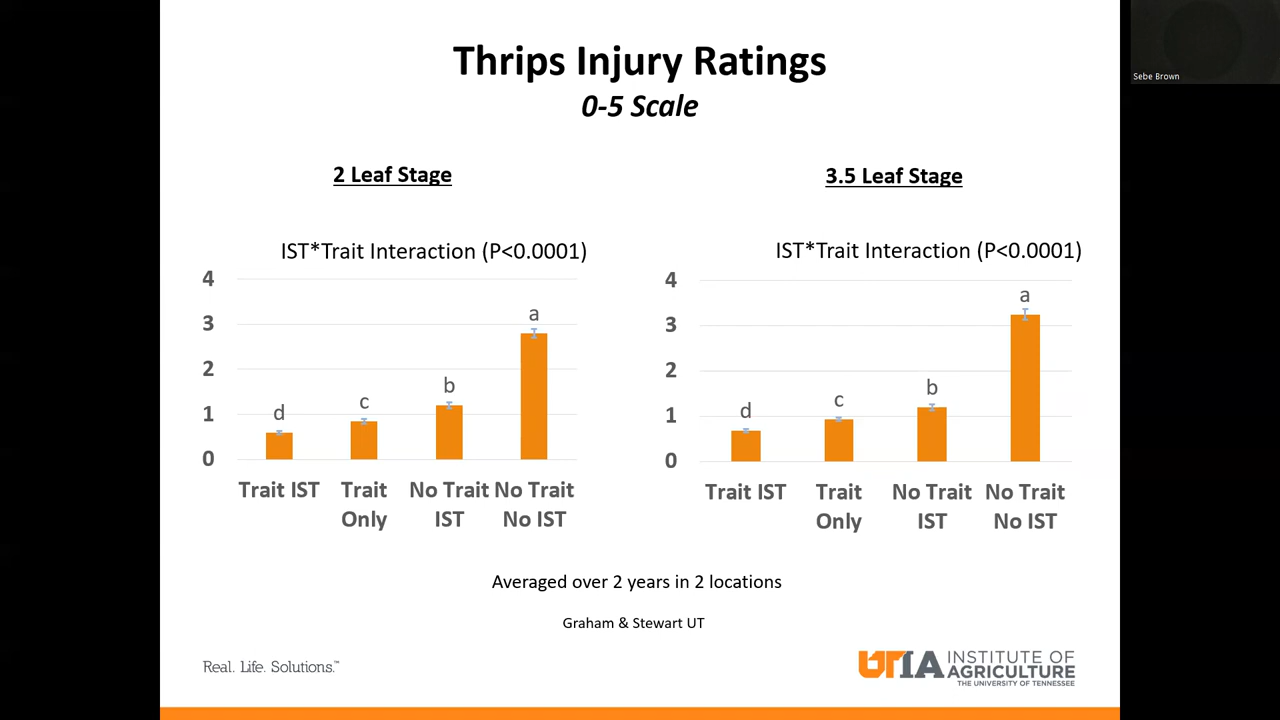 Thrips Injury Ratings
0-5 Scale
Sebe Brown
2 Leaf Stage
IST*Trait Interaction (P<0.0001)
4
3
2
1
0
d
c
b
a
Trait IST
Trait Only
No Trait IST
No Trait No IST
3.5 Leaf Stage
IST*Trait Interaction (P<0.0001)
4
3
2
1
0
d
c
b
a
Trait IST
Trait Only
No Trait IST
No Trait No IST
Averaged over 2 years in 2 locations
Graham & Stewart UT
Real. Life. Solutions.™
UTIA INSTITUTE OF
AGRICULTURE
THE UNIVERSITY OF TENNESSEE